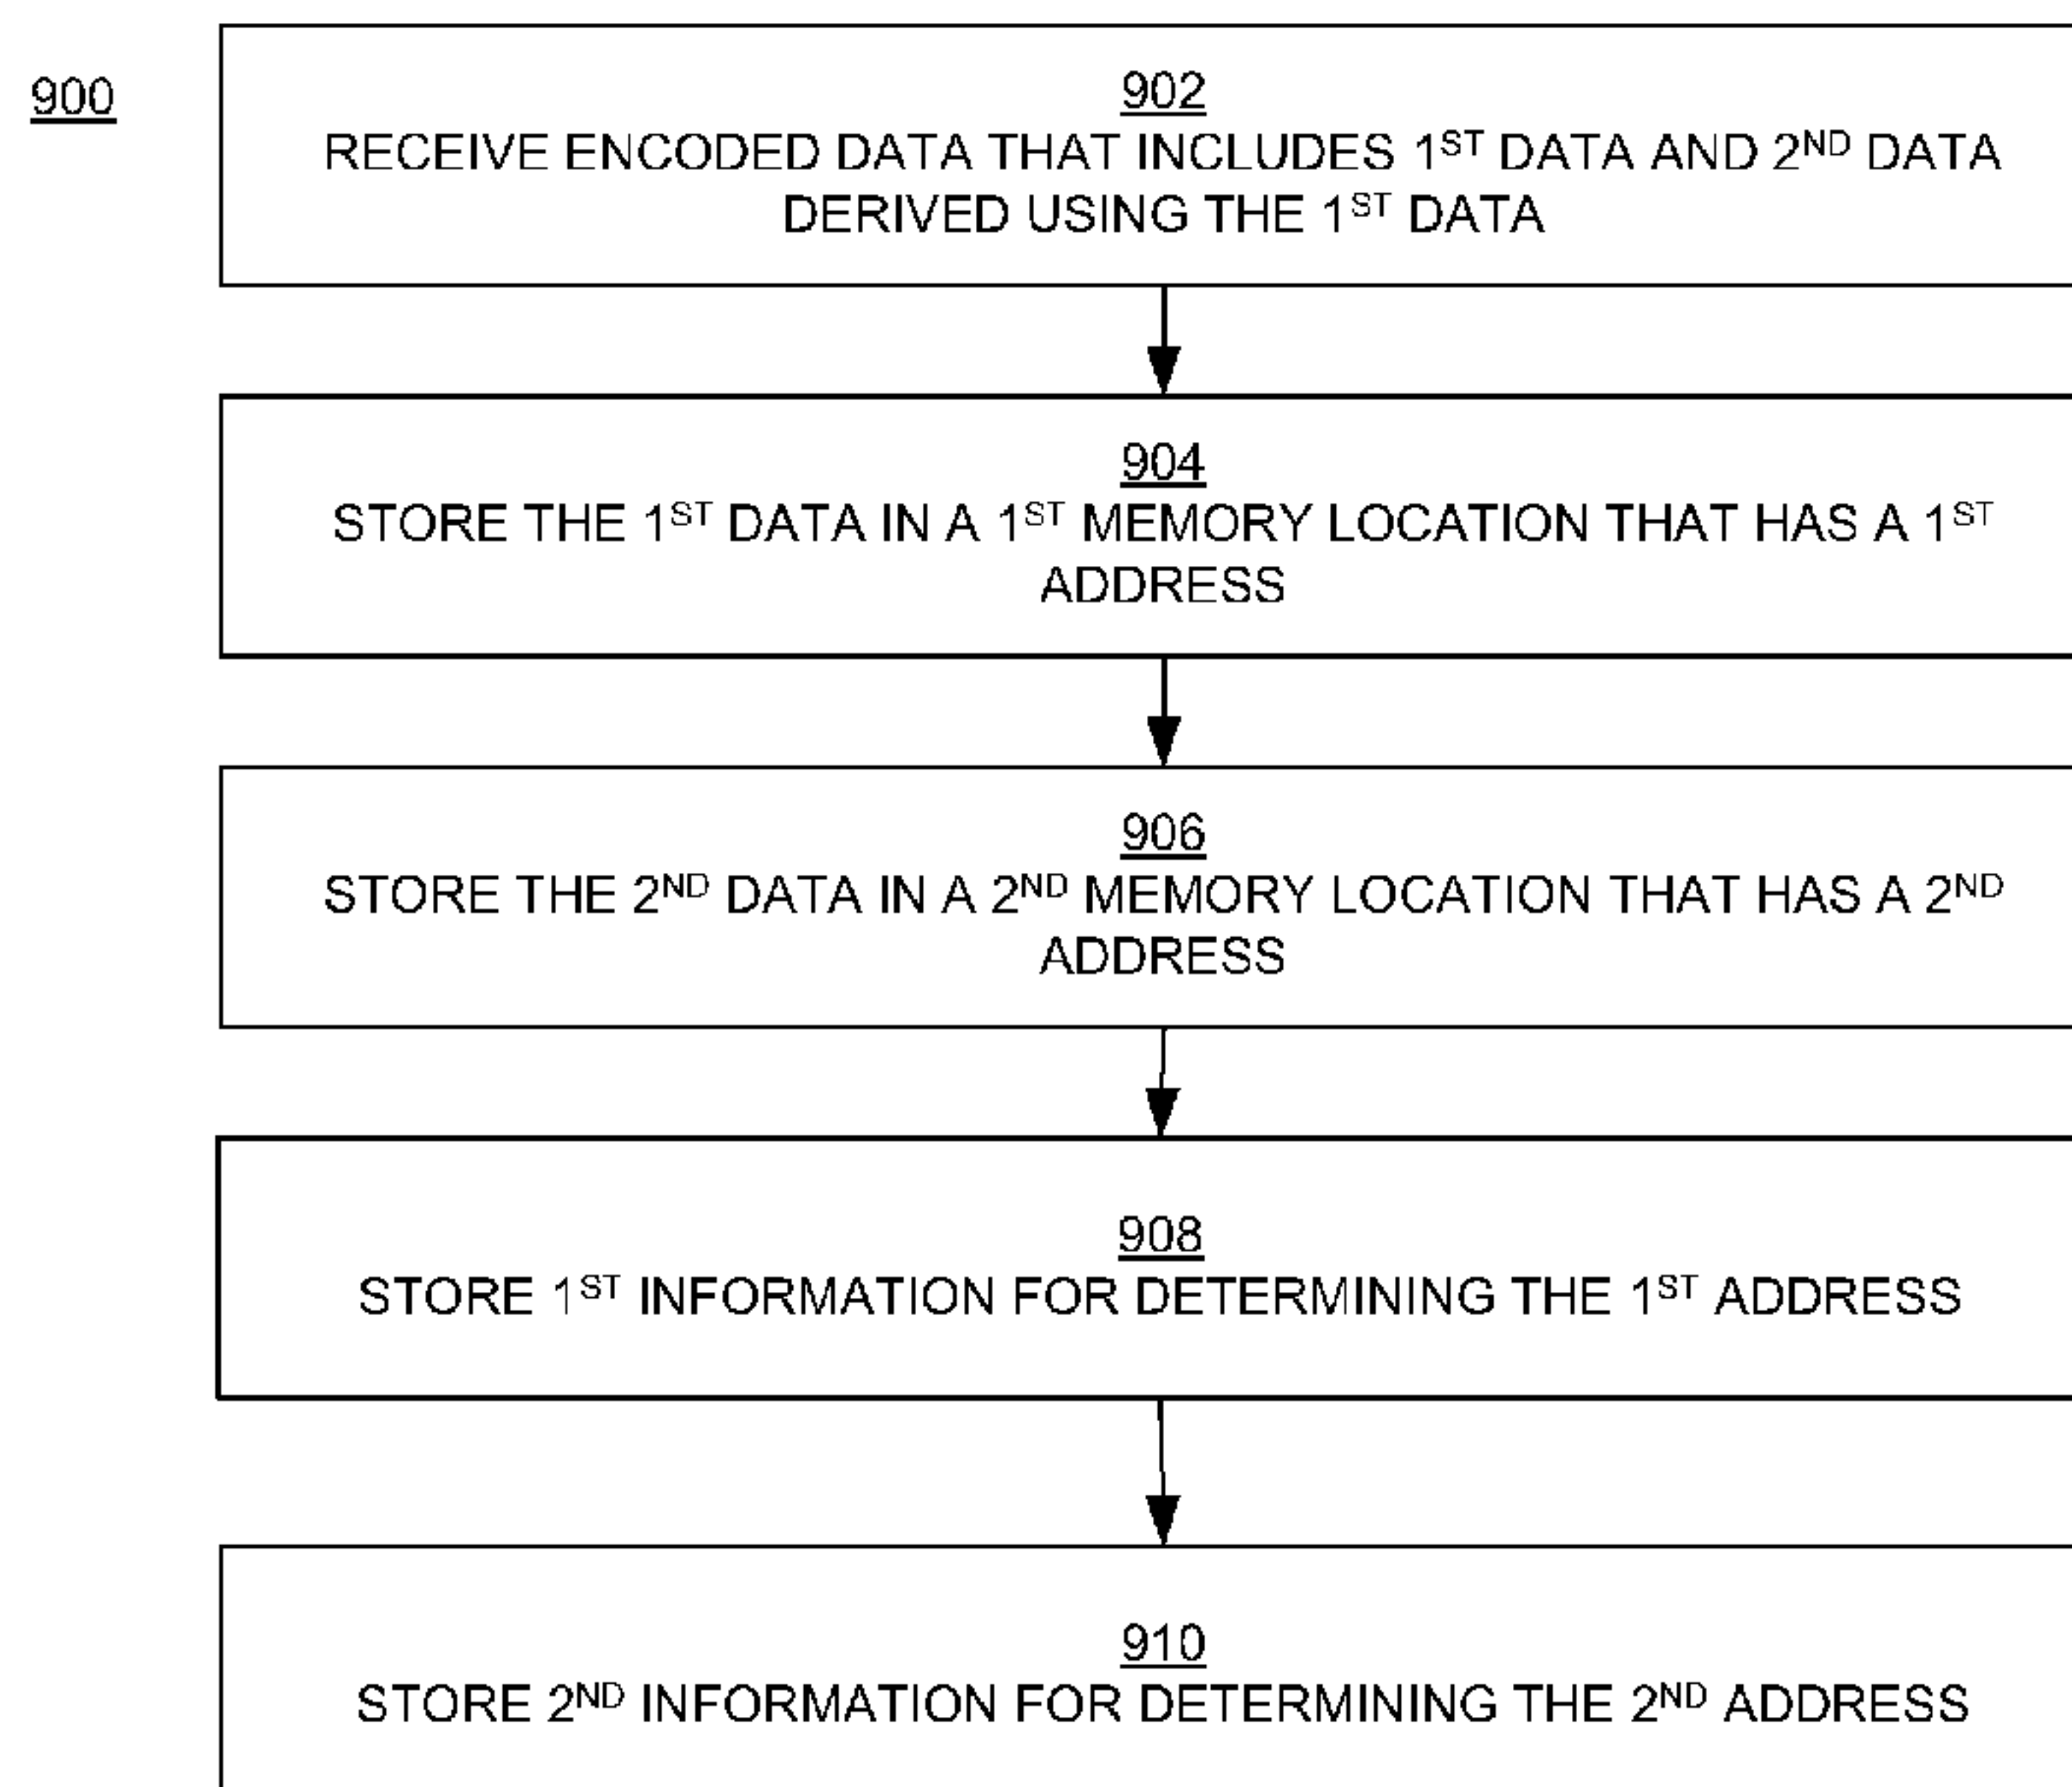 900
902
RECEIVE ENCODED DATA THAT INCLUDES 1ST DATA AND 2ND DATA
DERIVED USING THE 1ST DATA
904
STORE THE 1ST DATA IN A 1ST MEMORY LOCATION THAT HAS A 1ST
ADDRESS
906
STORE THE 2ND DATA IN A 2ND MEMORY LOCATION THAT HAS A 2ND
ADDRESS
908
STORE 1ST INFORMATION FOR DETERMINING THE 1ST ADDRESS
910
STORE 2ND INFORMATION FOR DETERMINING THE 2ND ADDRESS